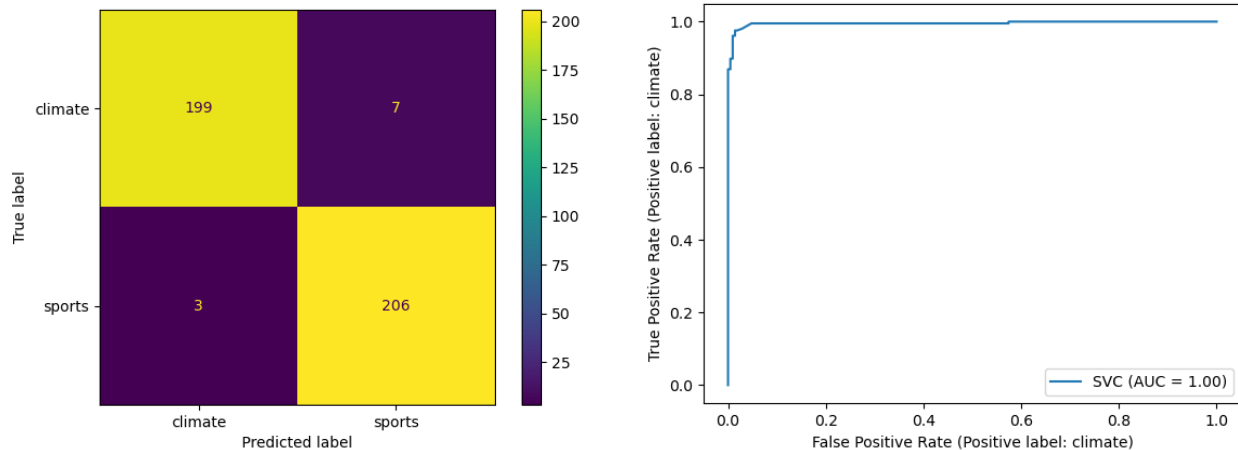 climate
sports
True label
199
7
3
206
climate
sports
Predicted label
200
175
150
125
100
75
50
25
True Positive Rate (Positive label: climate)
1.0
0.8
0.6
0.4
0.2
0.0
SVC (AUC = 1.00)
0.0
0.2
0.4
0.6
0.8
1.0
False Positive Rate (Positive label: climate)